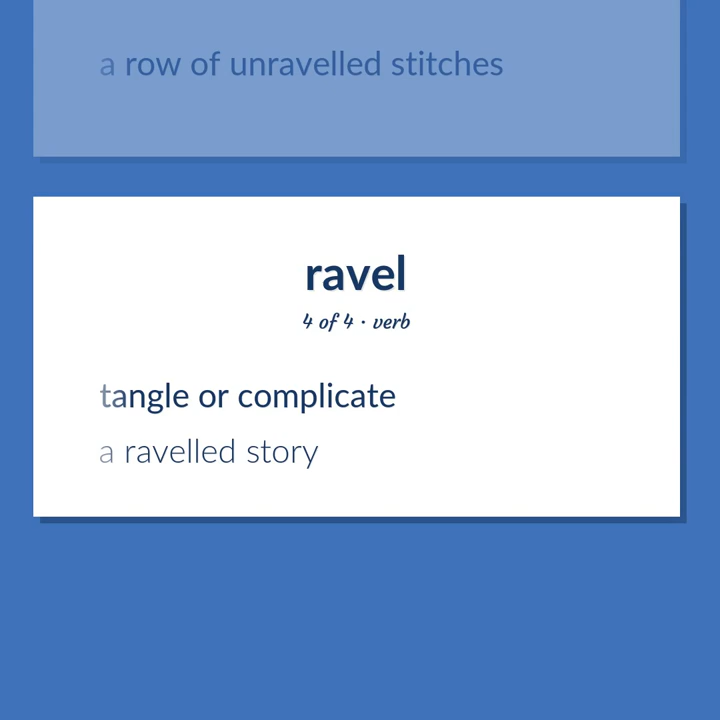 a row of unravelled stitches
ravel
4 of 4 · verb
tangle or complicate
a ravelled story